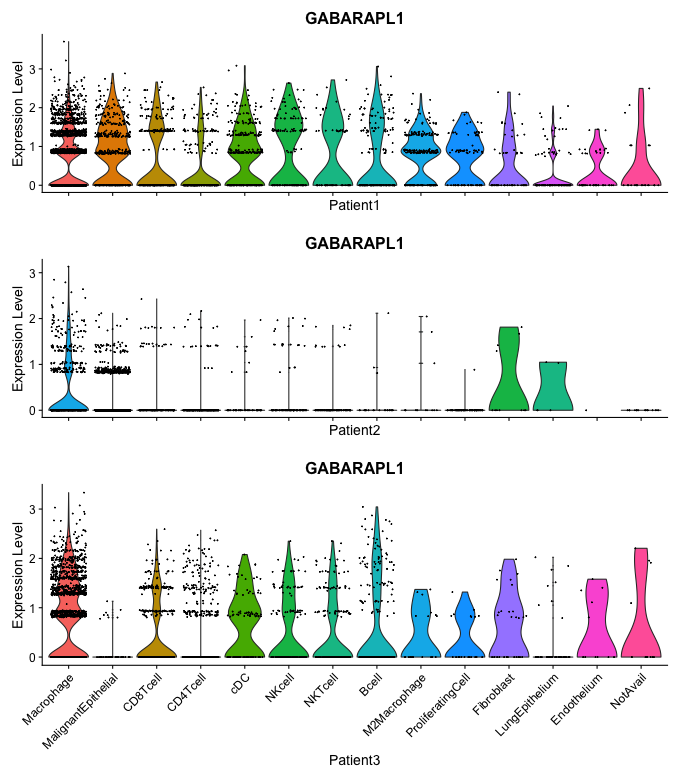 GABARAPL1
Expression Level
3
2
1
0
Patient1
GABARAPL1
Expression Level
3
2
1
0
Patient2
GABARAPL1
Expression Level
3
2
1
0
Macrophage
MalignantEpithelial
CD8Tcell
CD4Tcell
cDC
NKcell
NKTcell
Bcell
M2Macrophage
ProliferatingCell
Fibroblast
LungEpithelium
Endothelium
NotAvail
Patient3